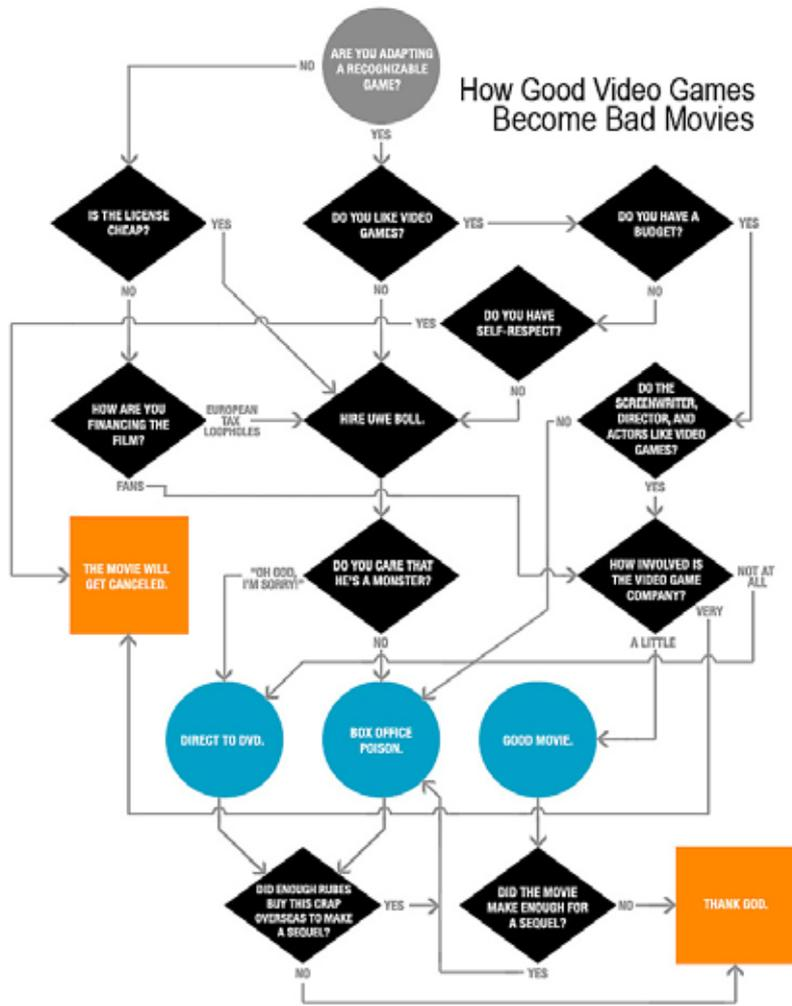 How Good Video Games
Become Bad Movies
ARE YOU ADAPTING
A RECOGNIZABLE
GAME?
NO
YES
IS THE LICENSE
CHEAP?
YES
NO
DO YOU LIKE VIDEO
GAMES?
YES
NO
DO YOU HAVE A
BUDGET?
YES
NO
DO YOU HAVE
SELF-RESPECT?
YES
NO
HOW ARE YOU
FINANCING THE
FILM?
EUROPEAN
TAX
LOOPHOLES
FANS
HIRE UWE BOLL.
DO THE
SCREENWRITER,
DIRECTOR, AND
ACTORS LIKE VIDEO
GAMES?
NO
YES
THE MOVIE WILL
GET CANCELED.
"OH GOD,
I'M SORRY!"
DO YOU CARE THAT
HE'S A MONSTER?
NO
HOW INVOLVED IS
THE VIDEO GAME
COMPANY?
NOT AT
ALL
VERY
A LITTLE
DIRECT TO DVD.
BOX OFFICE
POISON.
GOOD MOVIE.
DID ENOUGH RUBES
BUY THIS CRAP
OVERSEAS TO MAKE
A SEQUEL?
YES
NO
DID THE MOVIE
MAKE ENOUGH FOR
A SEQUEL?
NO
YES
THANK GOD.